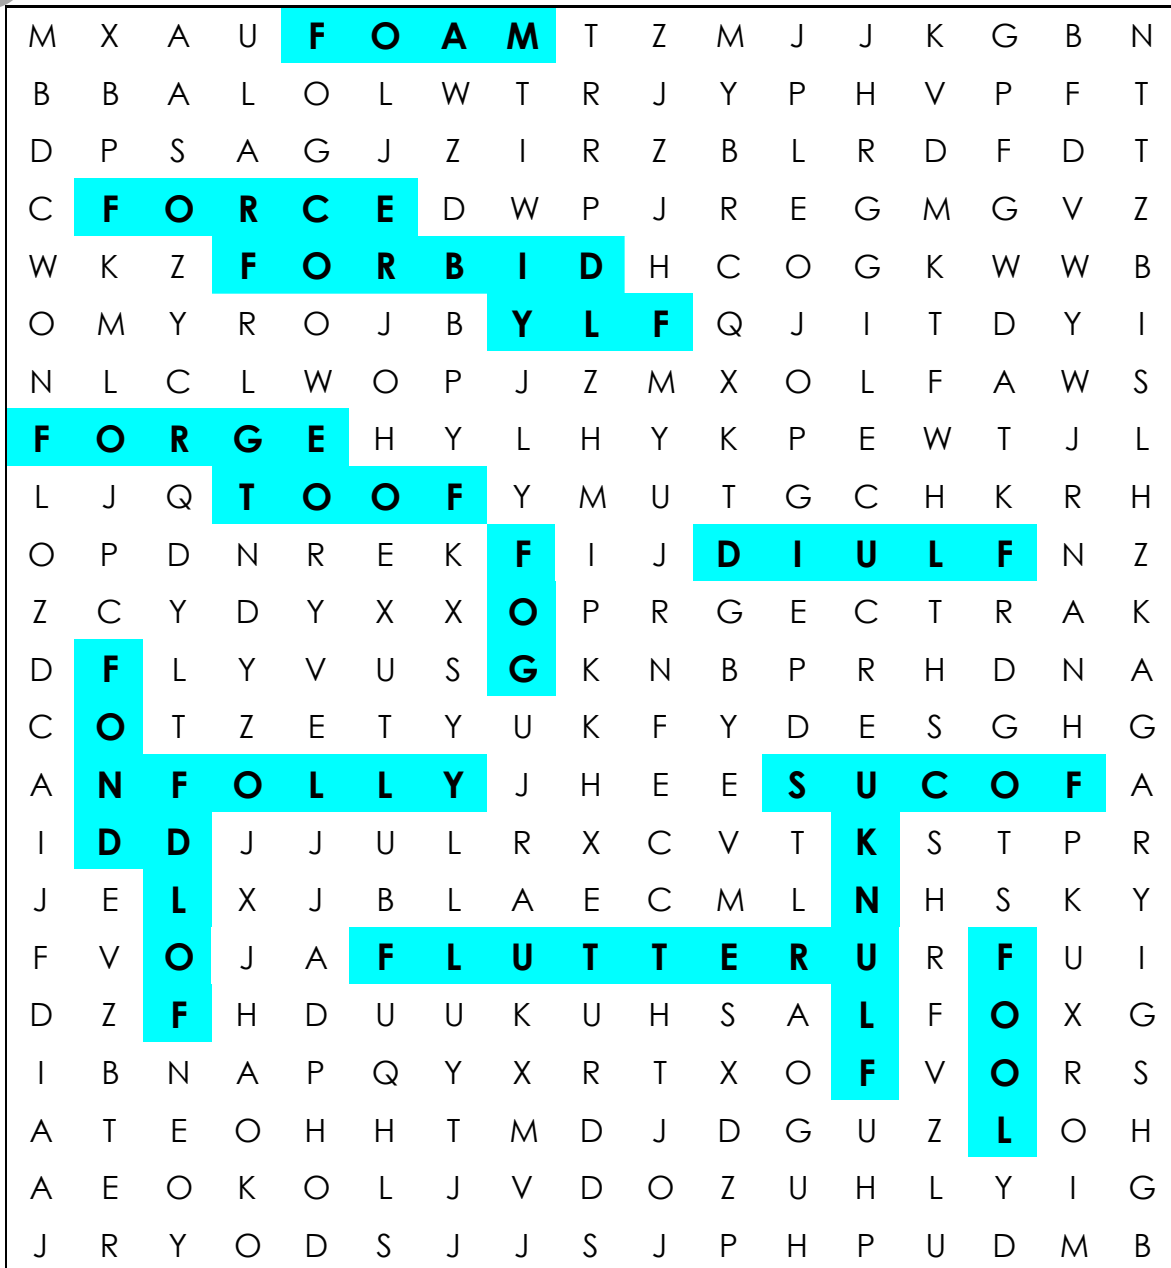 M X A U F O A M T Z M J J K G B N
B B A L O L W T R J Y P H V P F T
D P S A G J Z I R Z B L R D F D T
C F O R C E D W P J R E G M G V Z
W K Z F O R B I D H C O G K W W B
O M Y R O J B Y L F Q J I T D Y I
N L C L W O P J Z M X O L F A W S
F O R G E H Y L H Y K P E W T J L
L J Q T O O F Y M U T G C H K R H
O P D N R E K F I J D I U L F N Z
Z C Y D Y X X O P R G E C T R A K
D F L Y V U S G K N B P R H D N A
C O T Z E T Y U K F Y D E S G H G
A N F O L L Y J H E E S U C O F A
I D D J J U L R X C V T K S T P R
J E L X J B L A E C M L N H S K Y
F V O J A F L U T T E R U R F U I
D Z F H D U U K U H S A L F O X G
I B N A P Q Y X R T X O F V O R S
A T E O H H T M D J D G U Z L O H
A E O K O L J V D O Z U H L Y I G
J R Y O D S J J S J P H P U D M B